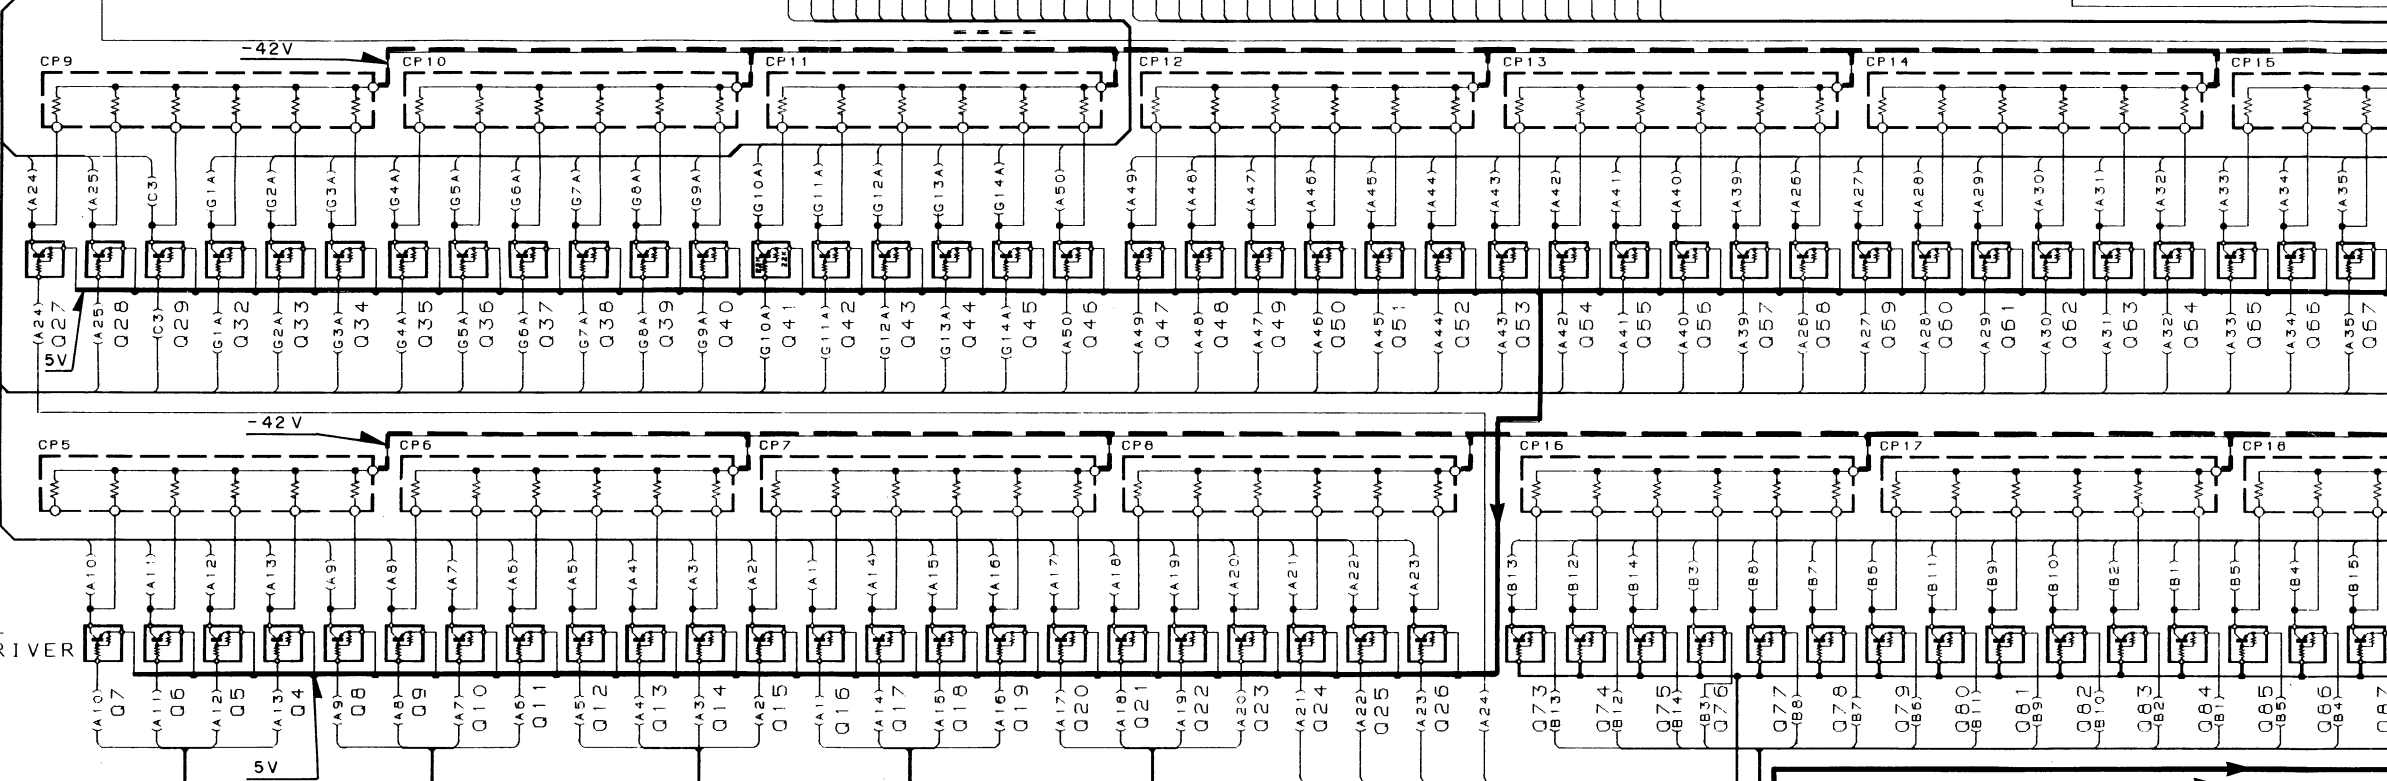 -42V
CP9 CP10 CP11 CP12 CP13 CP14 CP15
(A24) (A25) (C3) (G1A) (G2A) (G3A) (G4A) (G5A) (G6A) (G7A) (G8A) (G9A) (G10A) (G11A) (G12A) (G13A) (G14A) (A50) (A49) (A48) (A47) (A46) (A45) (A44) (A43) (A42) (A41) (A40) (A39) (A26) (A27) (A28) (A29) (A30) (A31) (A32) (A33) (A34) (A35)
22K 22K
(A24) (A25) (C3) (G1A) (G2A) (G3A) (G4A) (G5A) (G6A) (G7A) (G8A) (G9A) (G10A) (G11A) (G12A) (G13A) (G14A) (A50) (A49) (A48) (A47) (A46) (A45) (A44) (A43) (A42) (A41) (A40) (A39) (A26) (A27) (A28) (A29) (A30) (A31) (A32) (A33) (A34) (A35)
Q27 Q28 Q29 Q32 Q33 Q34 Q35 Q36 Q37 Q38 Q39 Q40 Q41 Q42 Q43 Q44 Q45 Q46 Q47 Q48 Q49 Q50 Q51 Q52 Q53 Q54 Q55 Q56 Q57 Q58 Q59 Q60 Q61 Q62 Q63 Q64 Q65 Q66 Q67
5V
-42V
CP5 CP6 CP7 CP8 CP16 CP17 CP18
(A10) (A11) (A12) (A13) (A9) (A8) (A7) (A6) (A5) (A4) (A3) (A2) (A1) (A14) (A15) (A16) (A17) (A18) (A19) (A20) (A21) (A22) (A23) (B13) (B12) (B14) (B3) (B8) (B7) (B6) (B11) (B9) (B10) (B2) (B1) (B5) (B4) (B15)
RIVER
(A10) (A11) (A12) (A13) (A9) (A8) (A7) (A6) (A5) (A4) (A3) (A2) (A1) (A14) (A15) (A16) (A17) (A18) (A19) (A20) (A21) (A22) (A23) (A24) (B13) (B12) (B14) (B3) (B8) (B7) (B6) (B11) (B9) (B10) (B2) (B1) (B5) (B4)
Q7 Q6 Q5 Q4 Q8 Q9 Q10 Q11 Q12 Q13 Q14 Q15 Q16 Q17 Q18 Q19 Q20 Q21 Q22 Q23 Q24 Q25 Q26 Q73 Q74 Q75 Q76 Q77 Q78 Q79 Q80 Q81 Q82 Q83 Q84 Q85 Q86 Q87
5V